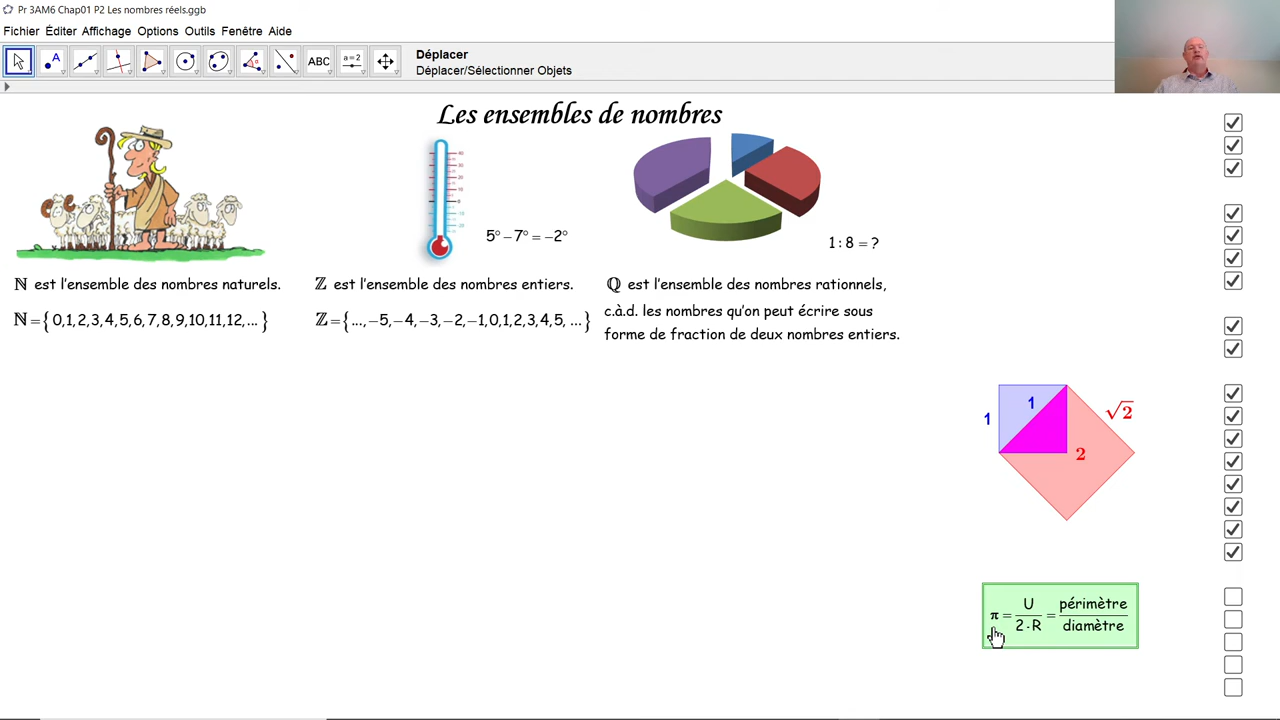 Pr 3AM6 Chap01 P2 Les nombres réels.ggb
Fichier Éditer Affichage Options Outils Fenêtre Aide
A
ABC
a=2
Déplacer
Déplacer/Sélectionner Objets
Les ensembles de nombres
5° – 7° = –2°
1 : 8 = ?
ℕ est l'ensemble des nombres naturels.
ℕ = { 0,1,2,3,4,5,6,7,8,9,10,11,12,... }
ℤ est l'ensemble des nombres entiers.
ℤ = { ..., –5, –4, –3, –2, –1,0,1,2,3,4,5, ... }
ℚ est l'ensemble des nombres rationnels,
c.à.d. les nombres qu'on peut écrire sous
forme de fraction de deux nombres entiers.
1
1
√2
2
π = U / 2·R = périmètre / diamètre